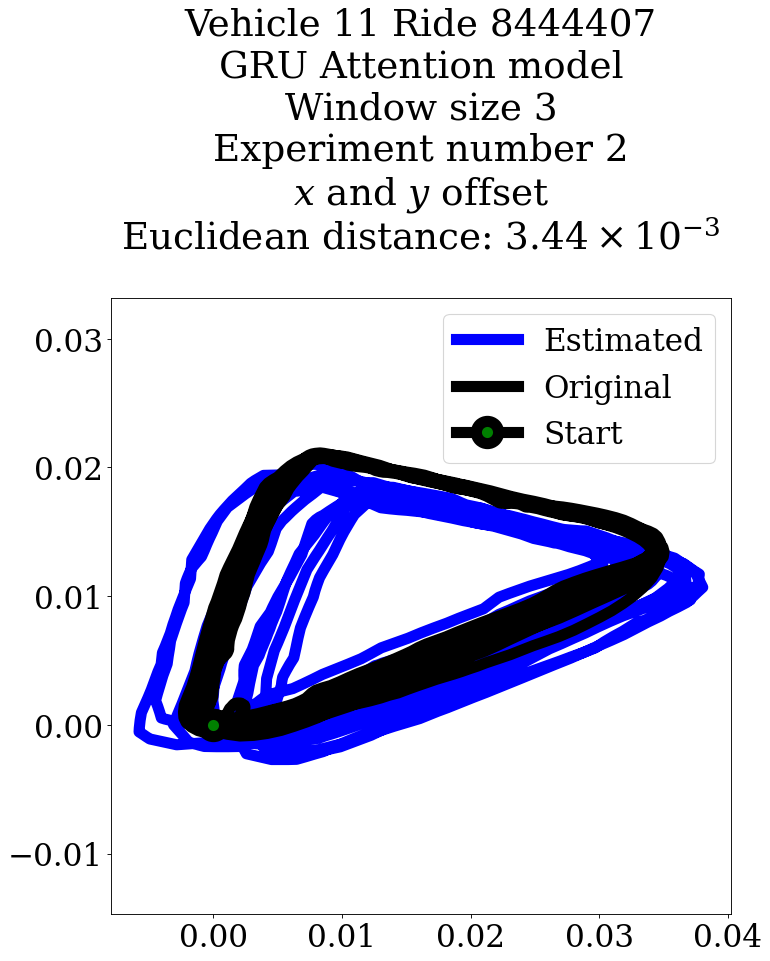 Vehicle 11 Ride 8444407
GRU Attention model
Window size 3
Experiment number 2
x and y offset
Euclidean distance: 3.44 × 10⁻³
Estimated
Original
Start
0.03
0.02
0.01
0.00
−0.01
0.00 0.01 0.02 0.03 0.04